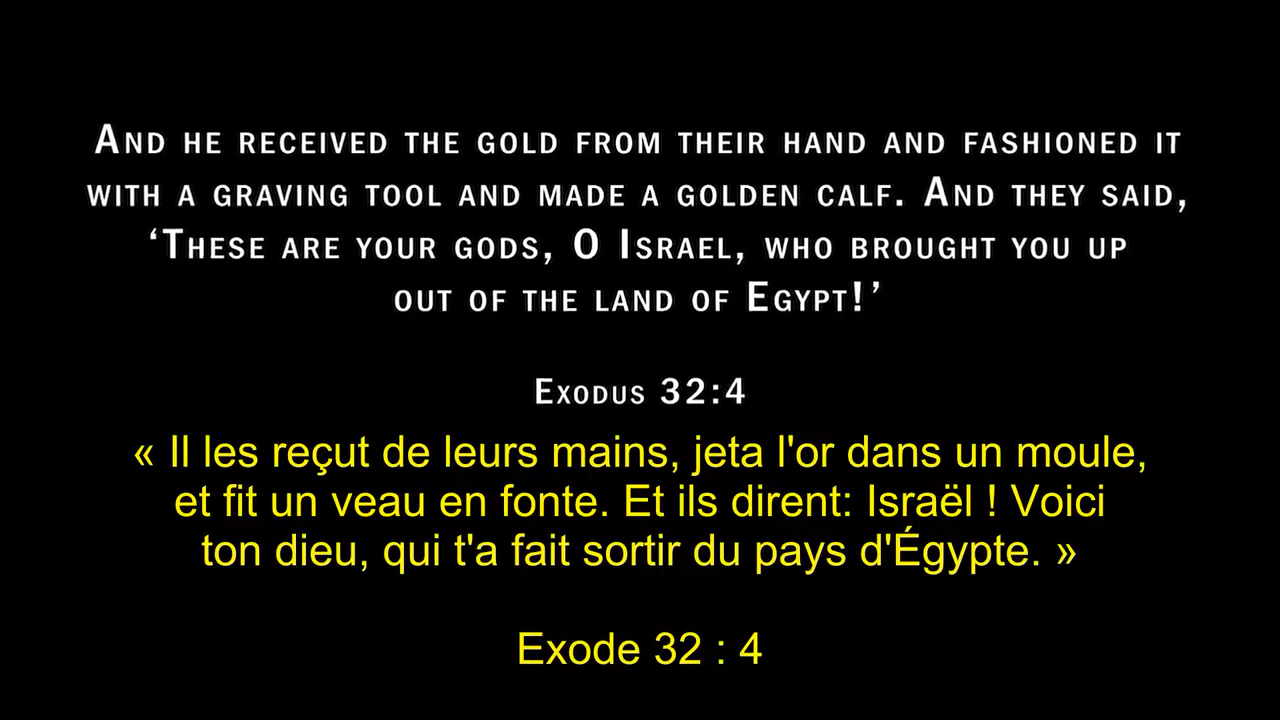 And he received the gold from their hand and fashioned it
with a graving tool and made a golden calf. And they said,
‘These are your gods, O Israel, who brought you up
out of the land of Egypt!’
Exodus 32:4
« Il les reçut de leurs mains, jeta l'or dans un moule,
et fit un veau en fonte. Et ils dirent: Israël ! Voici
ton dieu, qui t'a fait sortir du pays d'Égypte. »
Exode 32 : 4